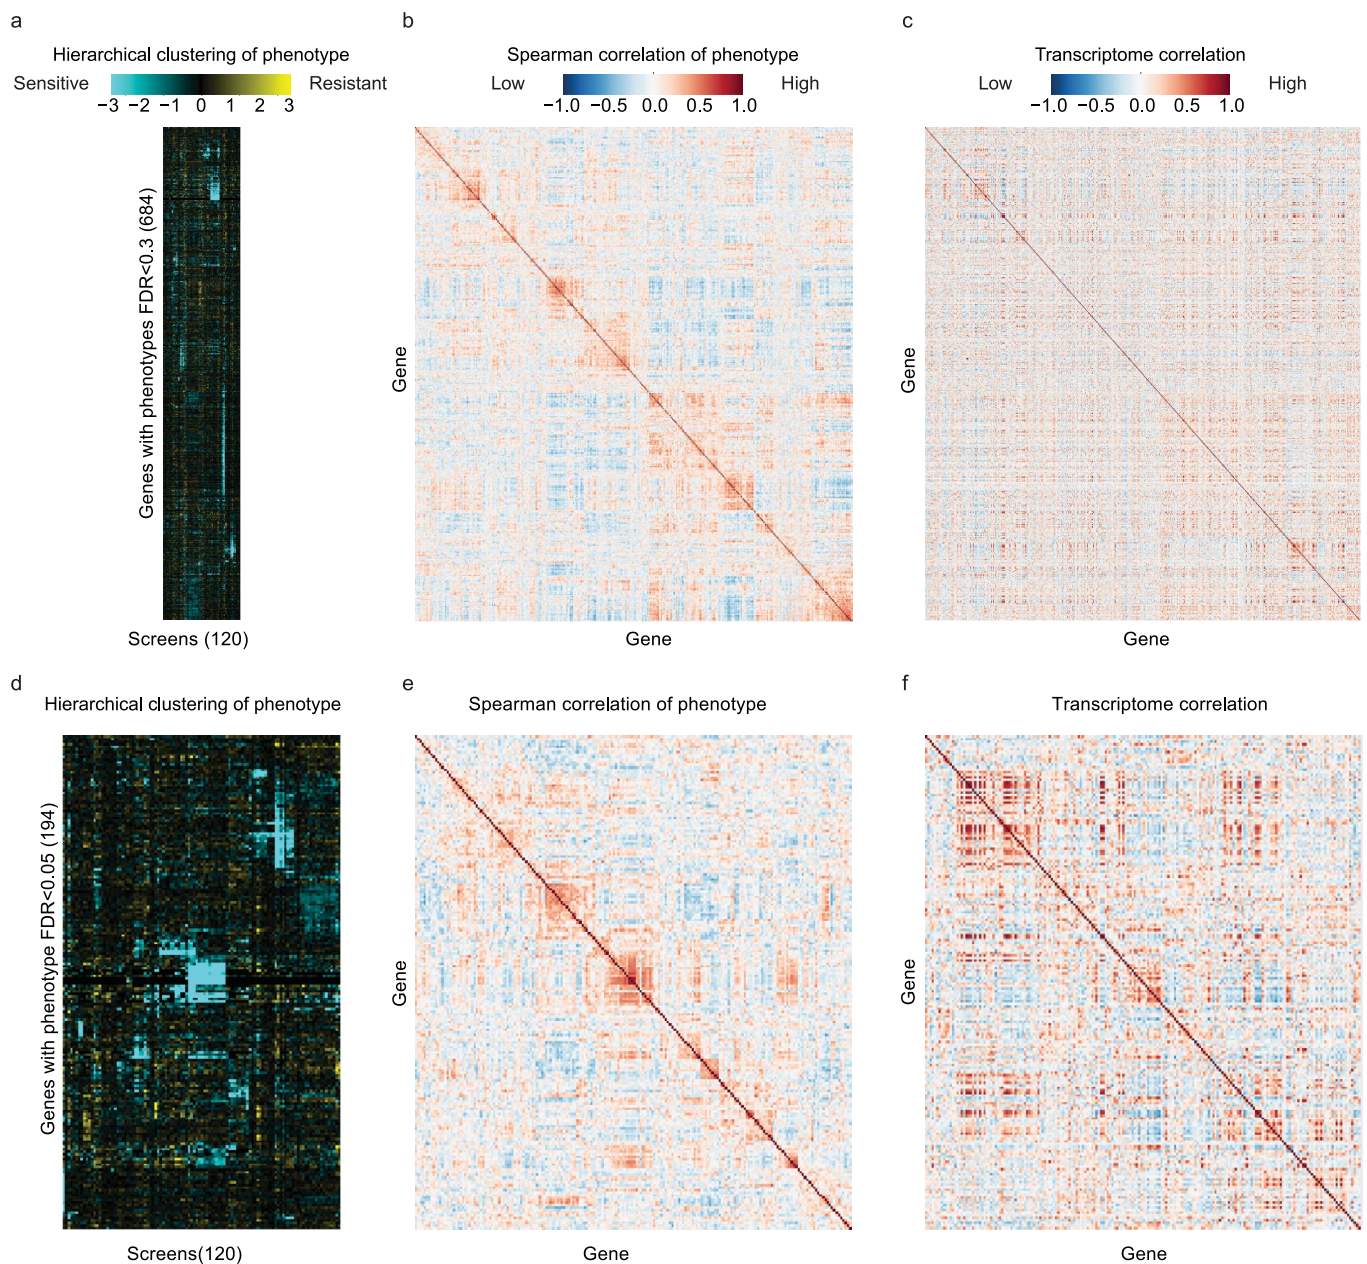 a
Hierarchical clustering of phenotype
Sensitive
Resistant
−3 −2 −1 0 1 2 3
Genes with phenotypes FDR<0.3 (684)
Screens (120)
b
Spearman correlation of phenotype
Low
High
−1.0 −0.5 0.0 0.5 1.0
Gene
Gene
c
Transcriptome correlation
Low
High
−1.0 −0.5 0.0 0.5 1.0
Gene
Gene
d
Hierarchical clustering of phenotype
Genes with phenotype FDR<0.05 (194)
Screens(120)
e
Spearman correlation of phenotype
Gene
Gene
f
Transcriptome correlation
Gene
Gene